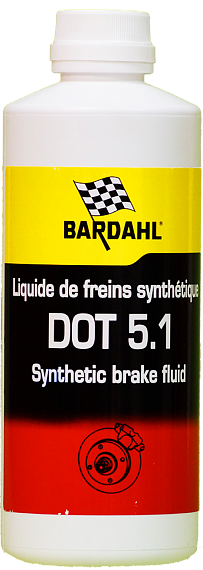 BARDAHL
Liquide de freins synthétique
DOT 5.1
Synthetic brake fluid